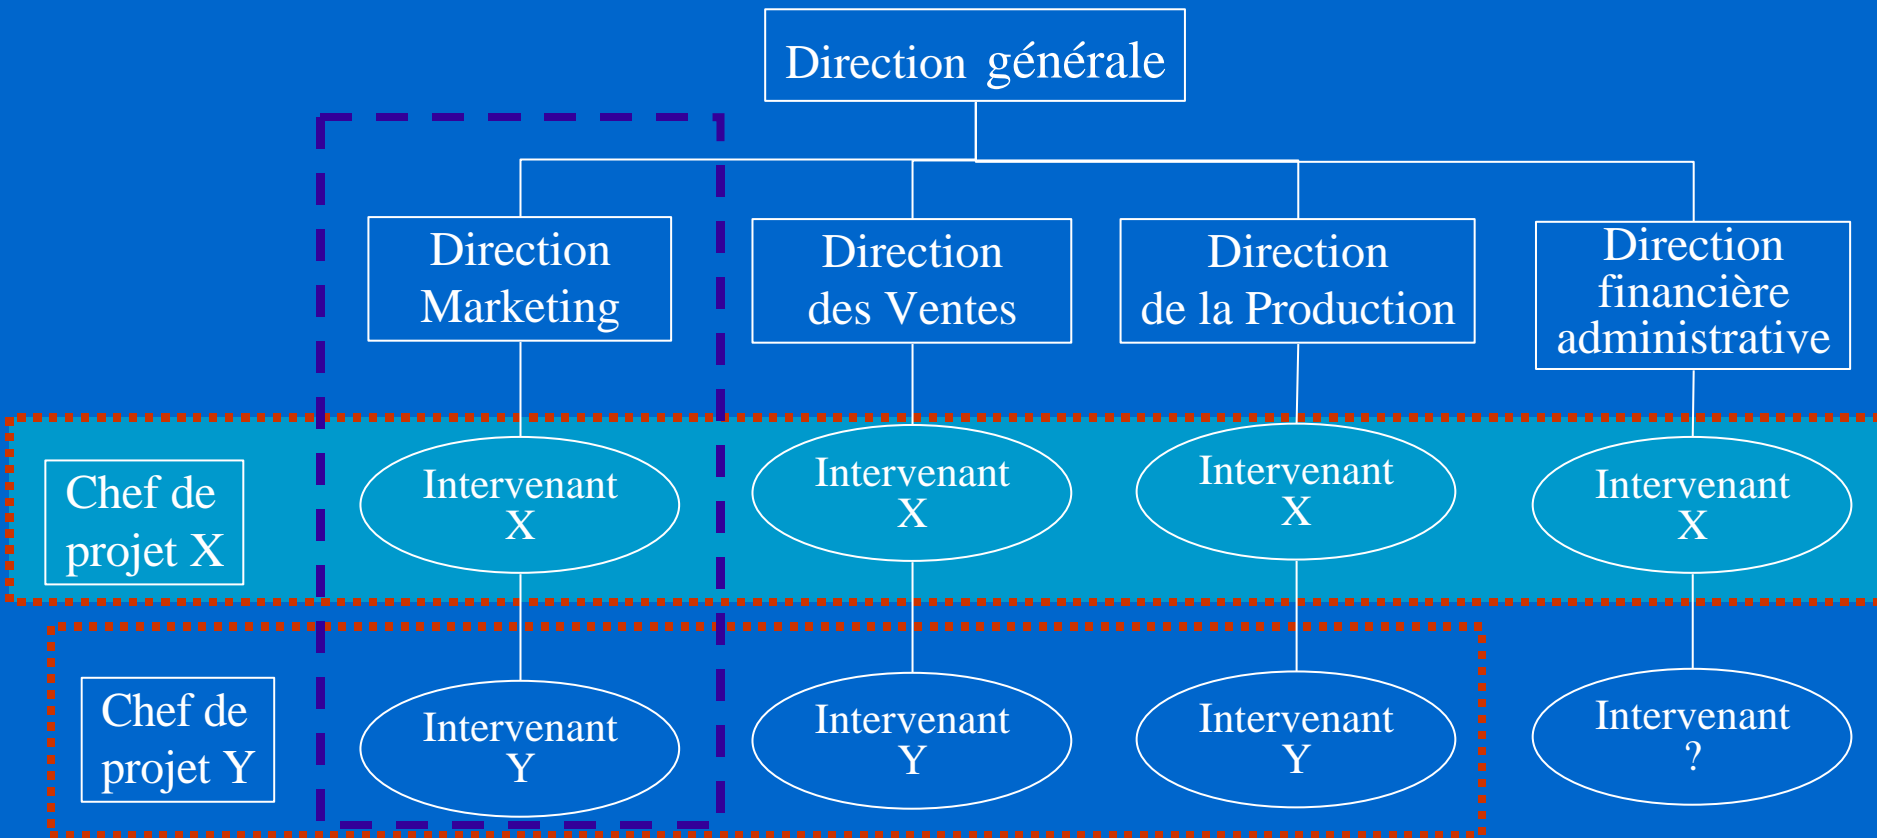 Direction générale
Direction
Marketing
Direction
des Ventes
Direction
de la Production
Direction
financière
administrative
Chef de
projet X
Intervenant
X
Intervenant
X
Intervenant
X
Intervenant
X
Chef de
projet Y
Intervenant
Y
Intervenant
Y
Intervenant
Y
Intervenant
?